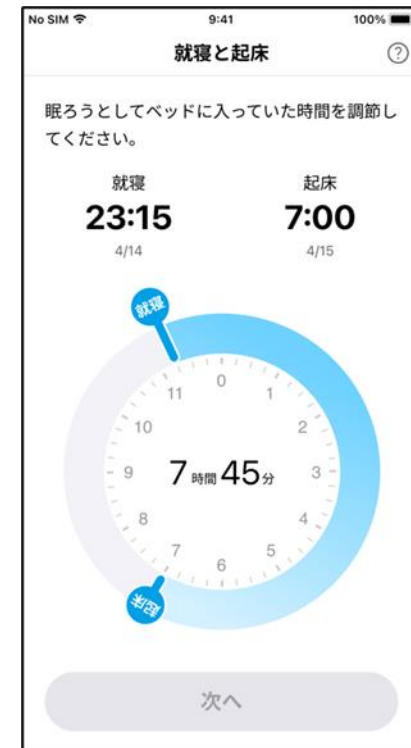 No SIM 9:41 100%
就寝と起床 ?
眠ろうとしてベッドに入っていた時間を調節し
てください。
就寝 起床
23:15 7:00
4/14 4/15
就寝
0
11 1
10 2
7 時間 45 分
9 3
8 4
7 5
6
起床
次へ